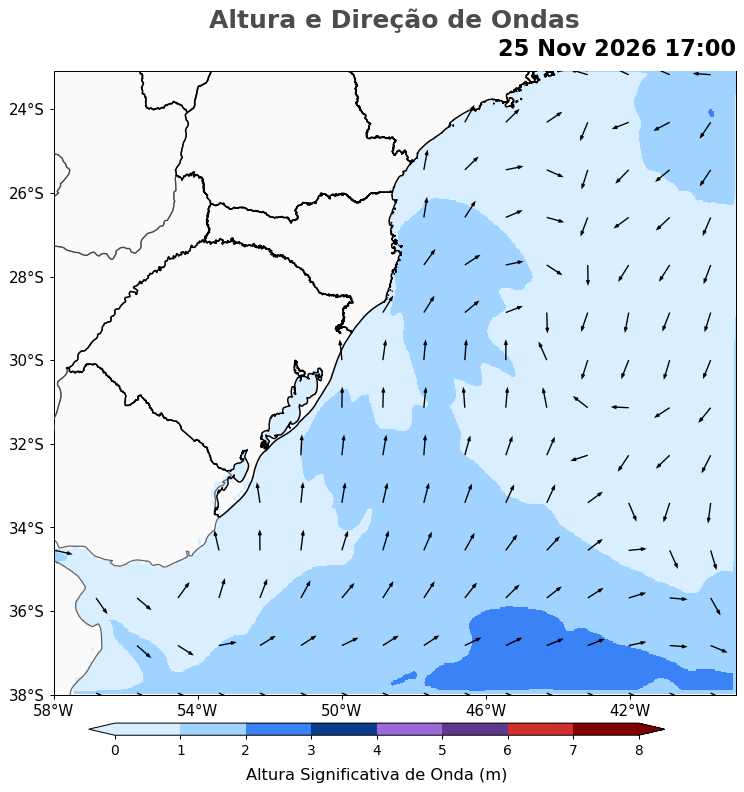 Altura e Direção de Ondas
25 Nov 2026 17:00
24°S
26°S
28°S
30°S
32°S
34°S
36°S
38°S
58°W 54°W 50°W 46°W 42°W
0 1 2 3 4 5 6 7 8
Altura Significativa de Onda (m)